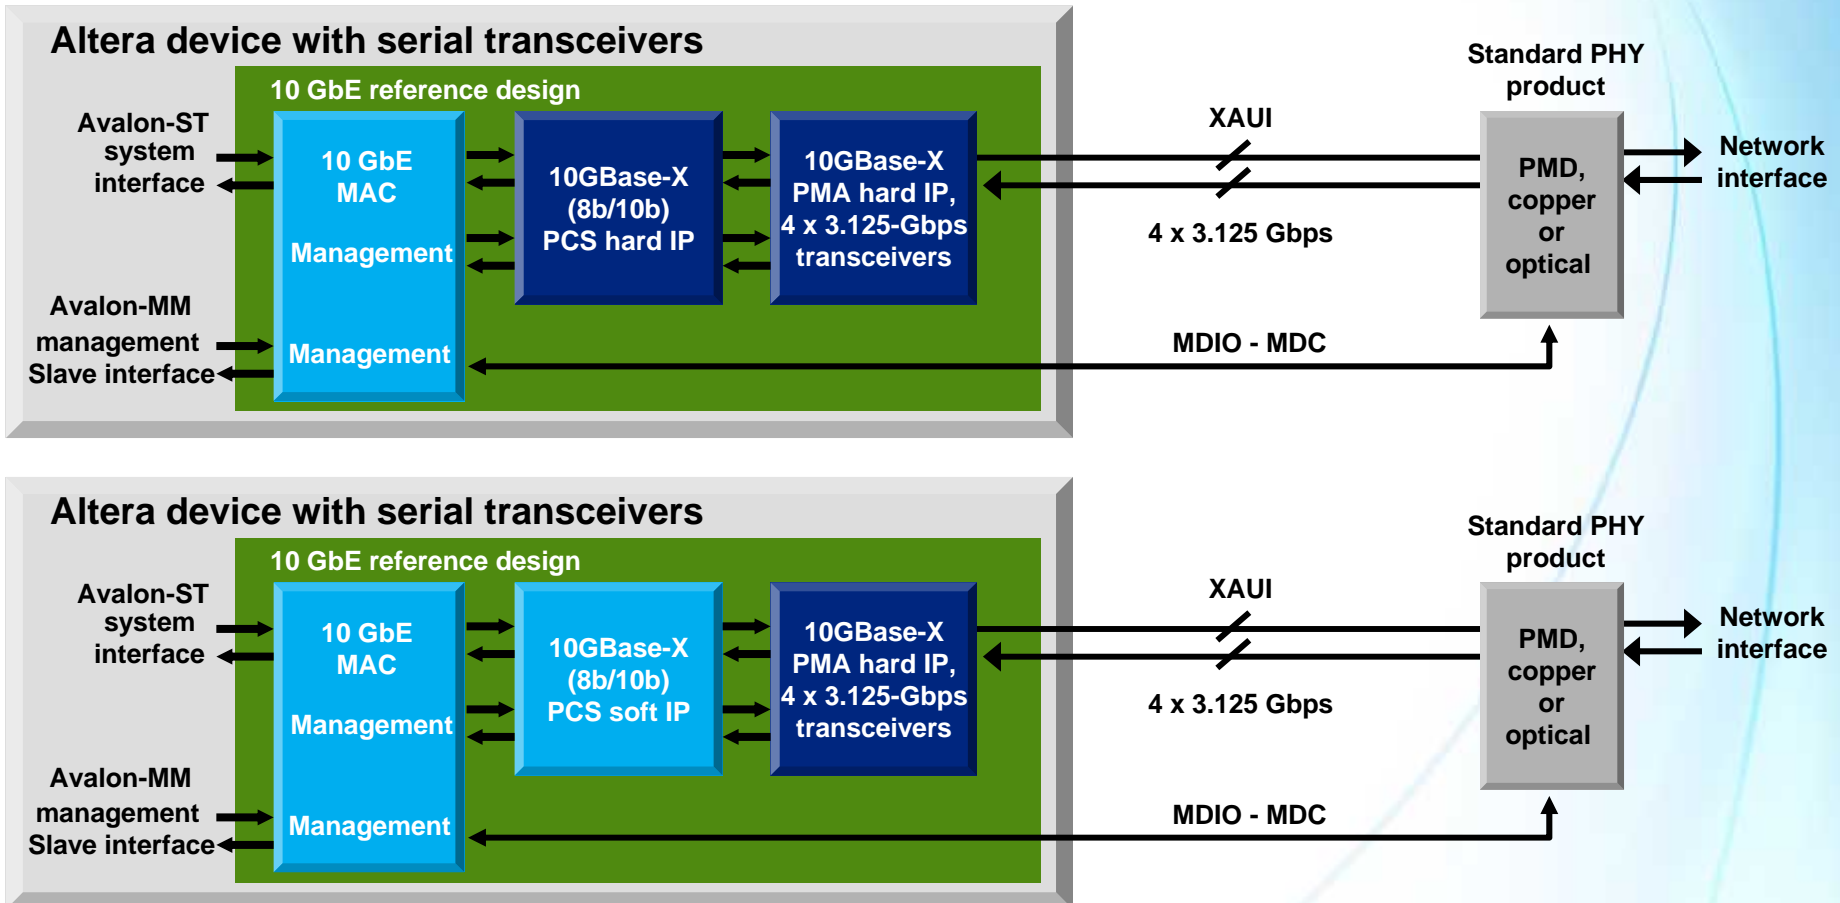 Altera device with serial transceivers
10 GbE reference design
Avalon-ST
system
interface
10 GbE
MAC
Management
Management
Avalon-MM
management
Slave interface
10GBase-X
(8b/10b)
PCS hard IP
10GBase-X
PMA hard IP,
4 x 3.125-Gbps
transceivers
XAUI
4 x 3.125 Gbps
MDIO - MDC
Standard PHY
product
PMD,
copper
or
optical
Network
interface
Altera device with serial transceivers
10 GbE reference design
Avalon-ST
system
interface
10 GbE
MAC
Management
Management
Avalon-MM
management
Slave interface
10GBase-X
(8b/10b)
PCS soft IP
10GBase-X
PMA hard IP,
4 x 3.125-Gbps
transceivers
XAUI
4 x 3.125 Gbps
MDIO - MDC
Standard PHY
product
PMD,
copper
or
optical
Network
interface